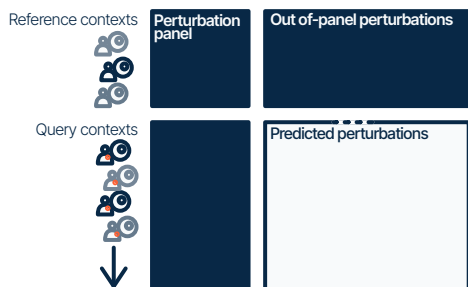 Reference contexts
Perturbation
panel
Out of-panel perturbations
Query contexts
Predicted perturbations